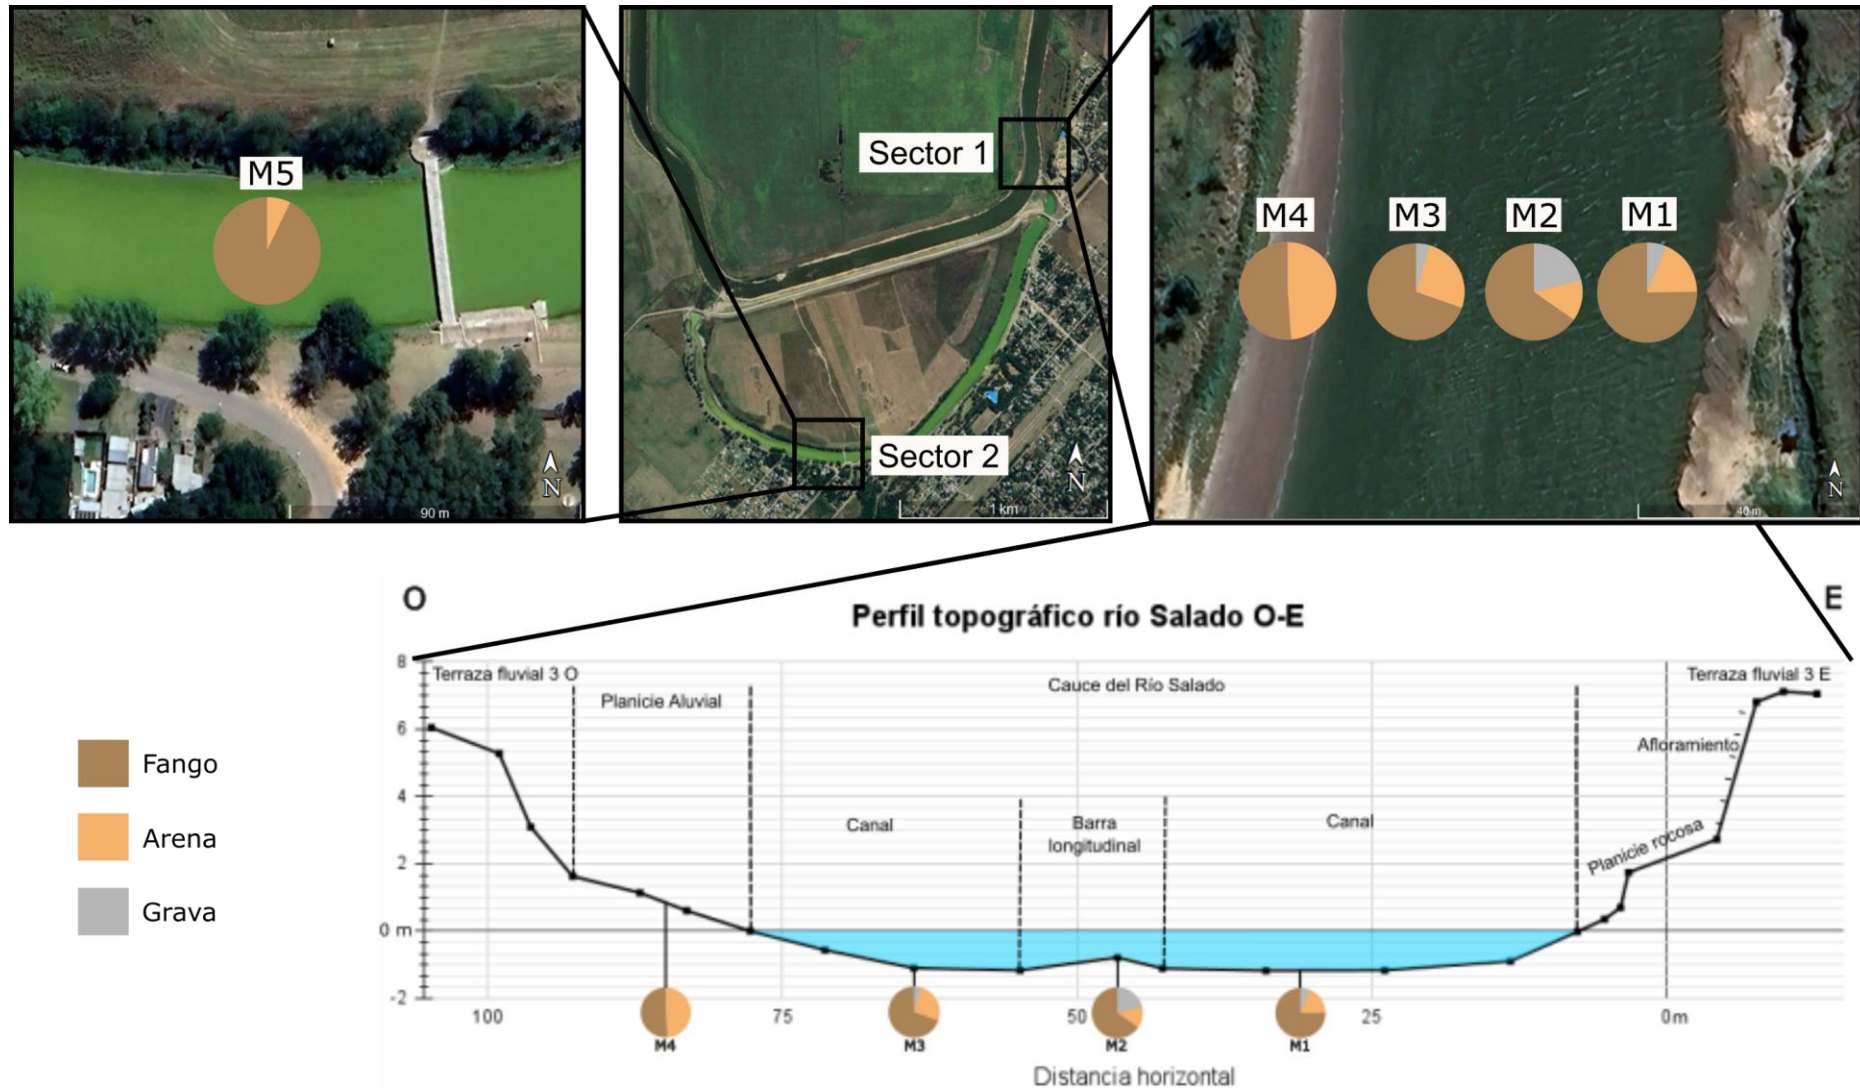 M5
N
90 m
Sector 1
Sector 2
N
1 km
M4
M3
M2
M1
N
40 m
O
E
Perfil topográfico río Salado O-E
8
6
4
2
0 m
-2
Terraza fluvial 3 O
Planicie Aluvial
Cauce del Río Salado
Terraza fluvial 3 E
Afloramiento
Planicie rocosa
Canal
Barra
longitudinal
Canal
100
75
50
25
0m
M4
M3
M2
M1
Distancia horizontal
Fango
Arena
Grava